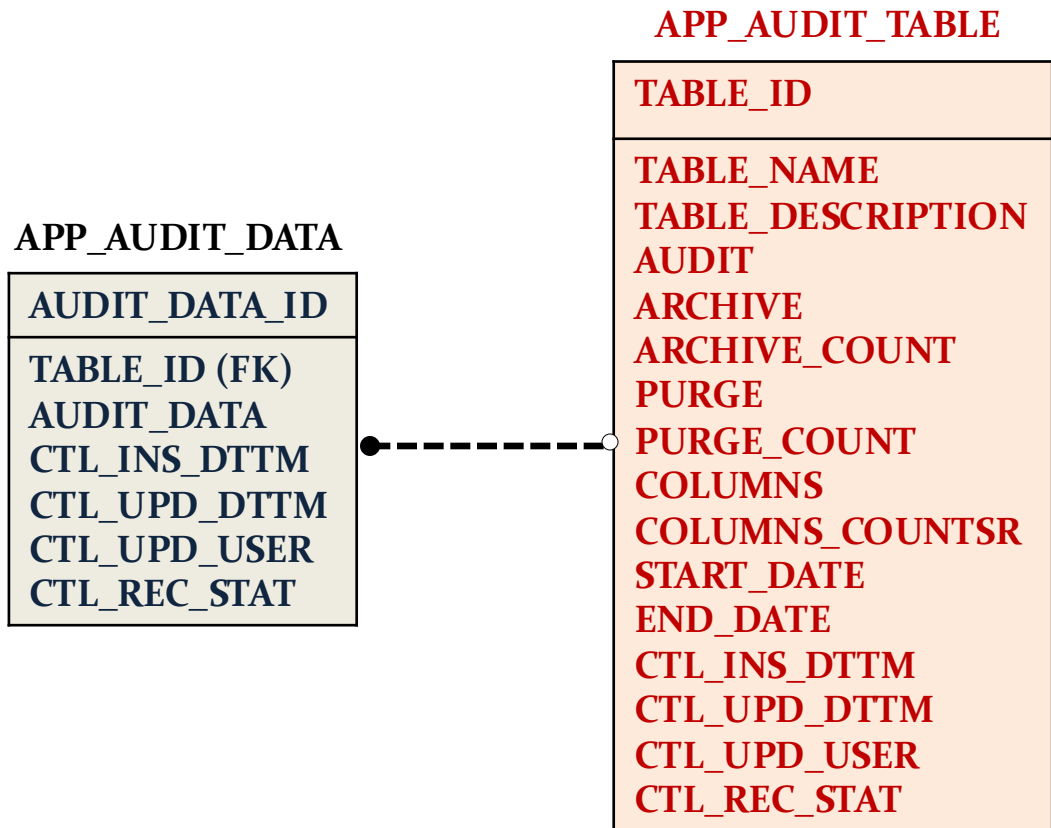 APP_AUDIT_DATA
AUDIT_DATA_ID
TABLE_ID (FK)
AUDIT_DATA
CTL_INS_DTTM
CTL_UPD_DTTM
CTL_UPD_USER
CTL_REC_STAT
APP_AUDIT_TABLE
TABLE_ID
TABLE_NAME
TABLE_DESCRIPTION
AUDIT
ARCHIVE
ARCHIVE_COUNT
PURGE
PURGE_COUNT
COLUMNS
COLUMNS_COUNTSR
START_DATE
END_DATE
CTL_INS_DTTM
CTL_UPD_DTTM
CTL_UPD_USER
CTL_REC_STAT